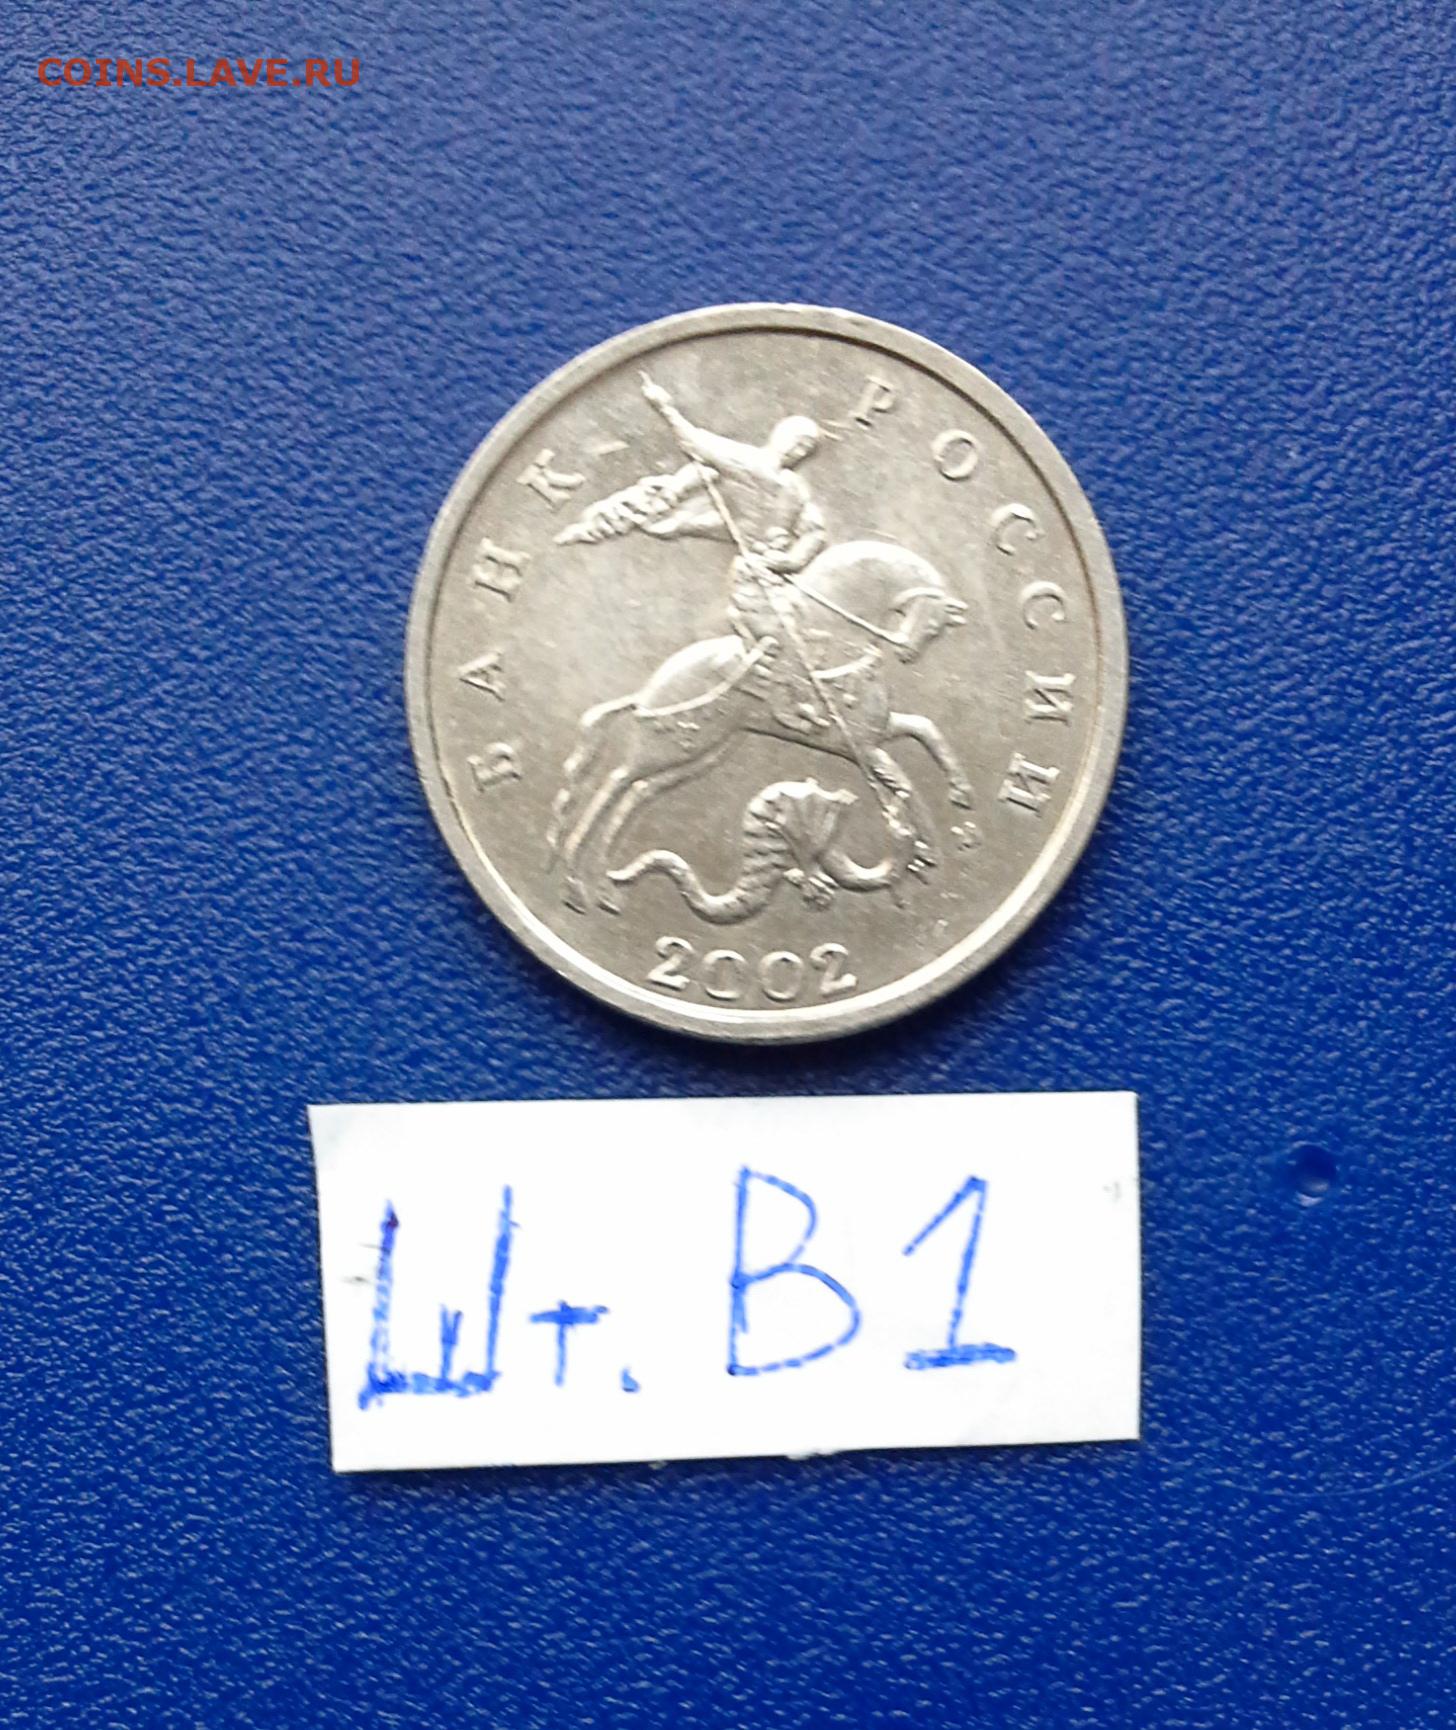 COINS.LAVE.RU
БАНК РОССИИ
М
2002
Шт. В1